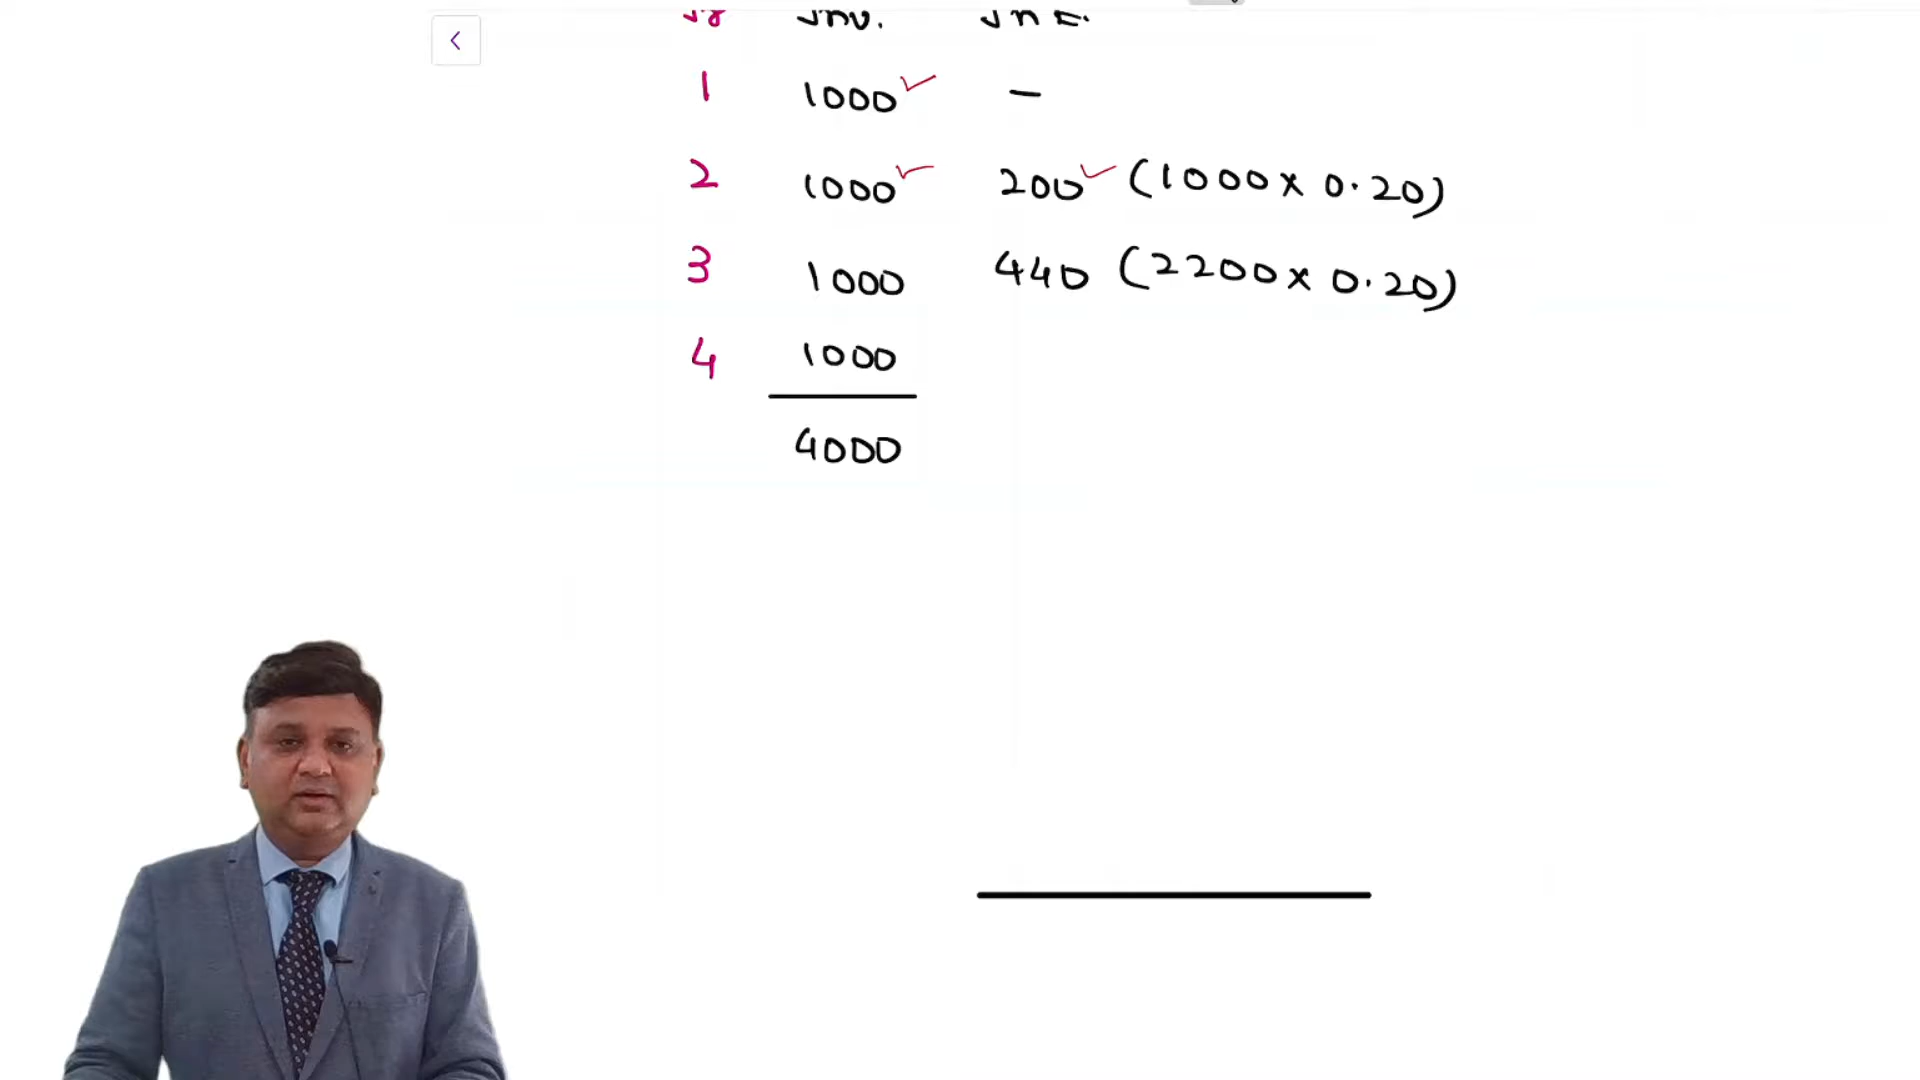 1 1000 ✓ –
2 1000 ✓ 200 ✓ (1000 × 0.20)
3 1000 440 (2200 × 0.20)
4 1000
4000